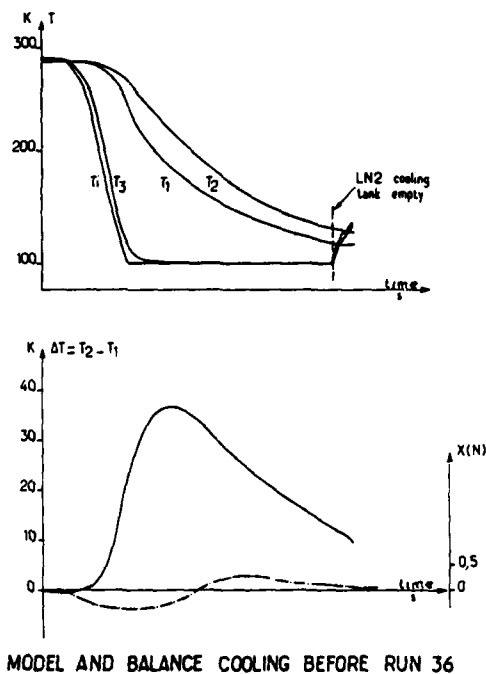 K T
300
200
100
Ti T3 T1 T2
LN2 cooling
tank empty
time
s
K ΔT = T2 - T1
40
30
20
10
0
X(N)
0,5
0
time
s
MODEL AND BALANCE COOLING BEFORE RUN 36